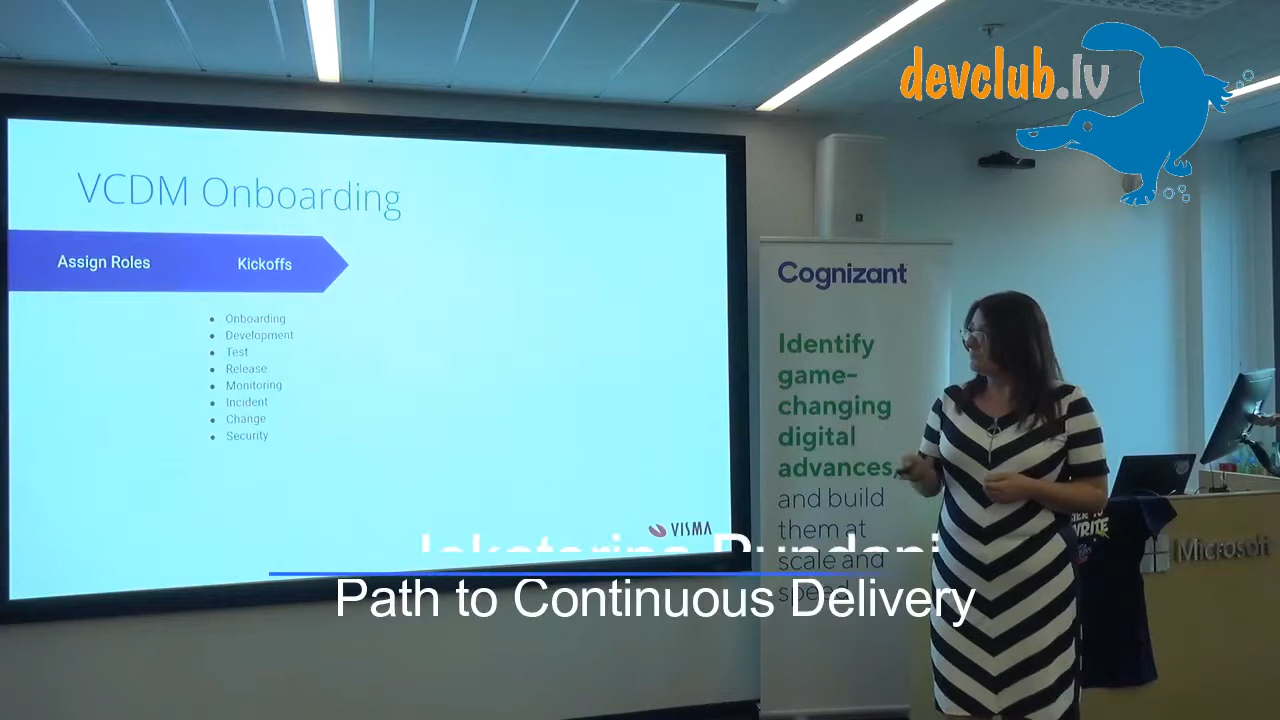 devclub.lv
VCDM Onboarding
Assign Roles
Kickoffs
Onboarding
Development
Test
Release
Monitoring
Incident
Change
Security
VISMA
Cognizant
Identify
game-
changing
digital
advances,
and build
them at
scale and
Path to Continuous Delivery
WRITE
Microsoft